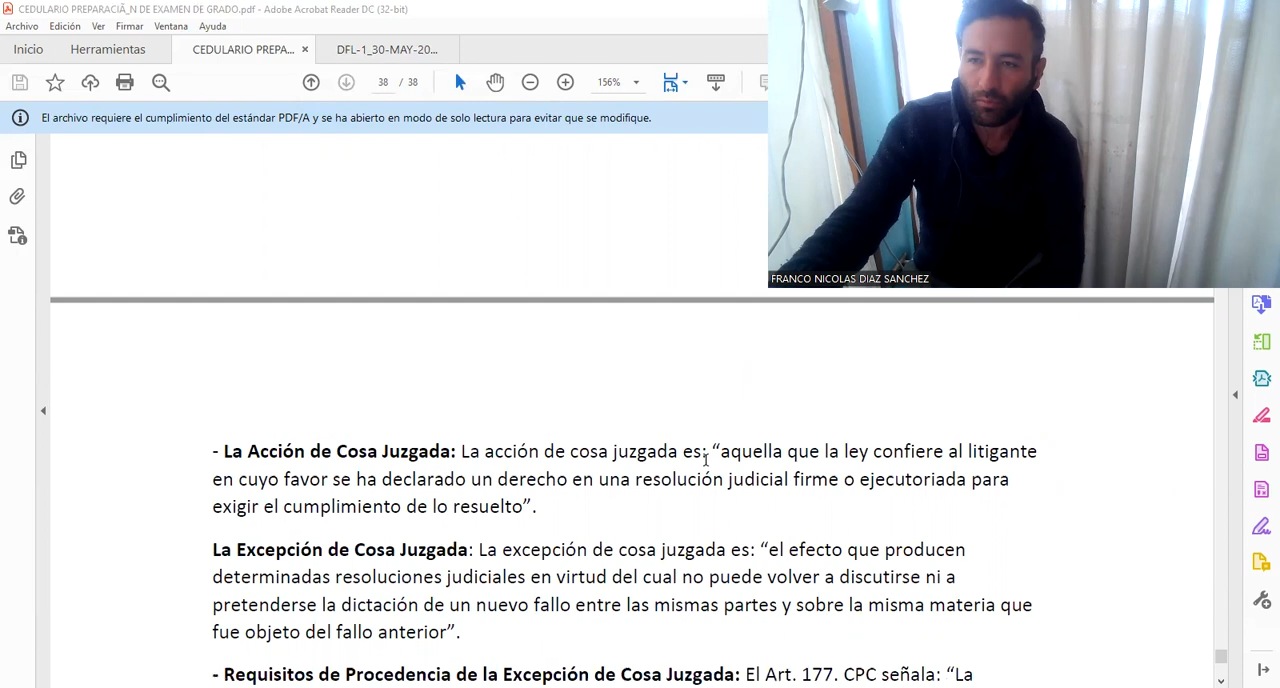 CEDULARIO PREPARACIÃ_N DE EXAMEN DE GRADO.pdf - Adobe Acrobat Reader DC (32-bit)
Archivo Edición Ver Firmar Ventana Ayuda
Inicio Herramientas CEDULARIO PREPA... × DFL-1_30-MAY-20...
38 / 38 156%
El archivo requiere el cumplimiento del estándar PDF/A y se ha abierto en modo de solo lectura para evitar que se modifique.
FRANCO NICOLAS DIAZ SANCHEZ
- La Acción de Cosa Juzgada: La acción de cosa juzgada es: “aquella que la ley confiere al litigante
en cuyo favor se ha declarado un derecho en una resolución judicial firme o ejecutoriada para
exigir el cumplimiento de lo resuelto”.
La Excepción de Cosa Juzgada: La excepción de cosa juzgada es: “el efecto que producen
determinadas resoluciones judiciales en virtud del cual no puede volver a discutirse ni a
pretenderse la dictación de un nuevo fallo entre las mismas partes y sobre la misma materia que
fue objeto del fallo anterior”.
- Requisitos de Procedencia de la Excepción de Cosa Juzgada: El Art. 177. CPC señala: “La